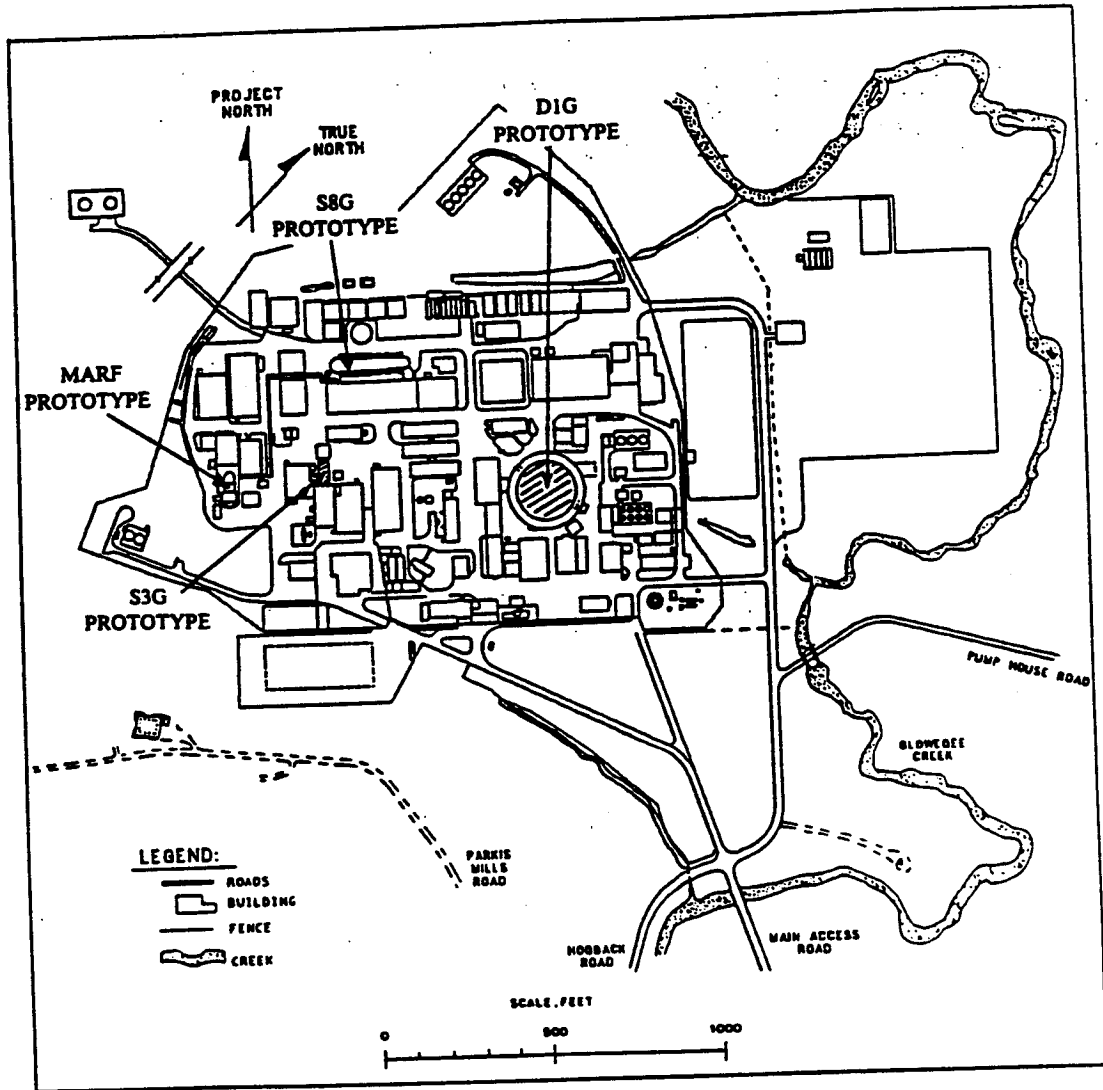 PROJECT
NORTH
TRUE
NORTH
D1G
PROTOTYPE
S8G
PROTOTYPE
MARF
PROTOTYPE
S3G
PROTOTYPE
PUMP HOUSE ROAD
GLOWEGEE
CREEK
PARKIS
MILLS
ROAD
LEGEND:
ROADS
BUILDING
FENCE
CREEK
HOGBACK
ROAD
MAIN ACCESS
ROAD
SCALE, FEET
0
500
1000